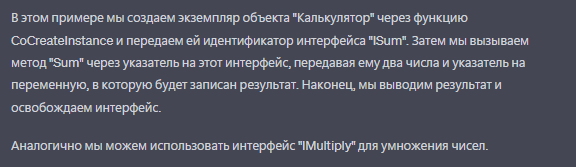 В этом примере мы создаем экземпляр объекта "Калькулятор" через функцию
CoCreateInstance и передаем ей идентификатор интерфейса "ISum". Затем мы вызываем
метод "Sum" через указатель на этот интерфейс, передавая ему два числа и указатель на
переменную, в которую будет записан результат. Наконец, мы выводим результат и
освобождаем интерфейс.
Аналогично мы можем использовать интерфейс "IMultiply" для умножения чисел.